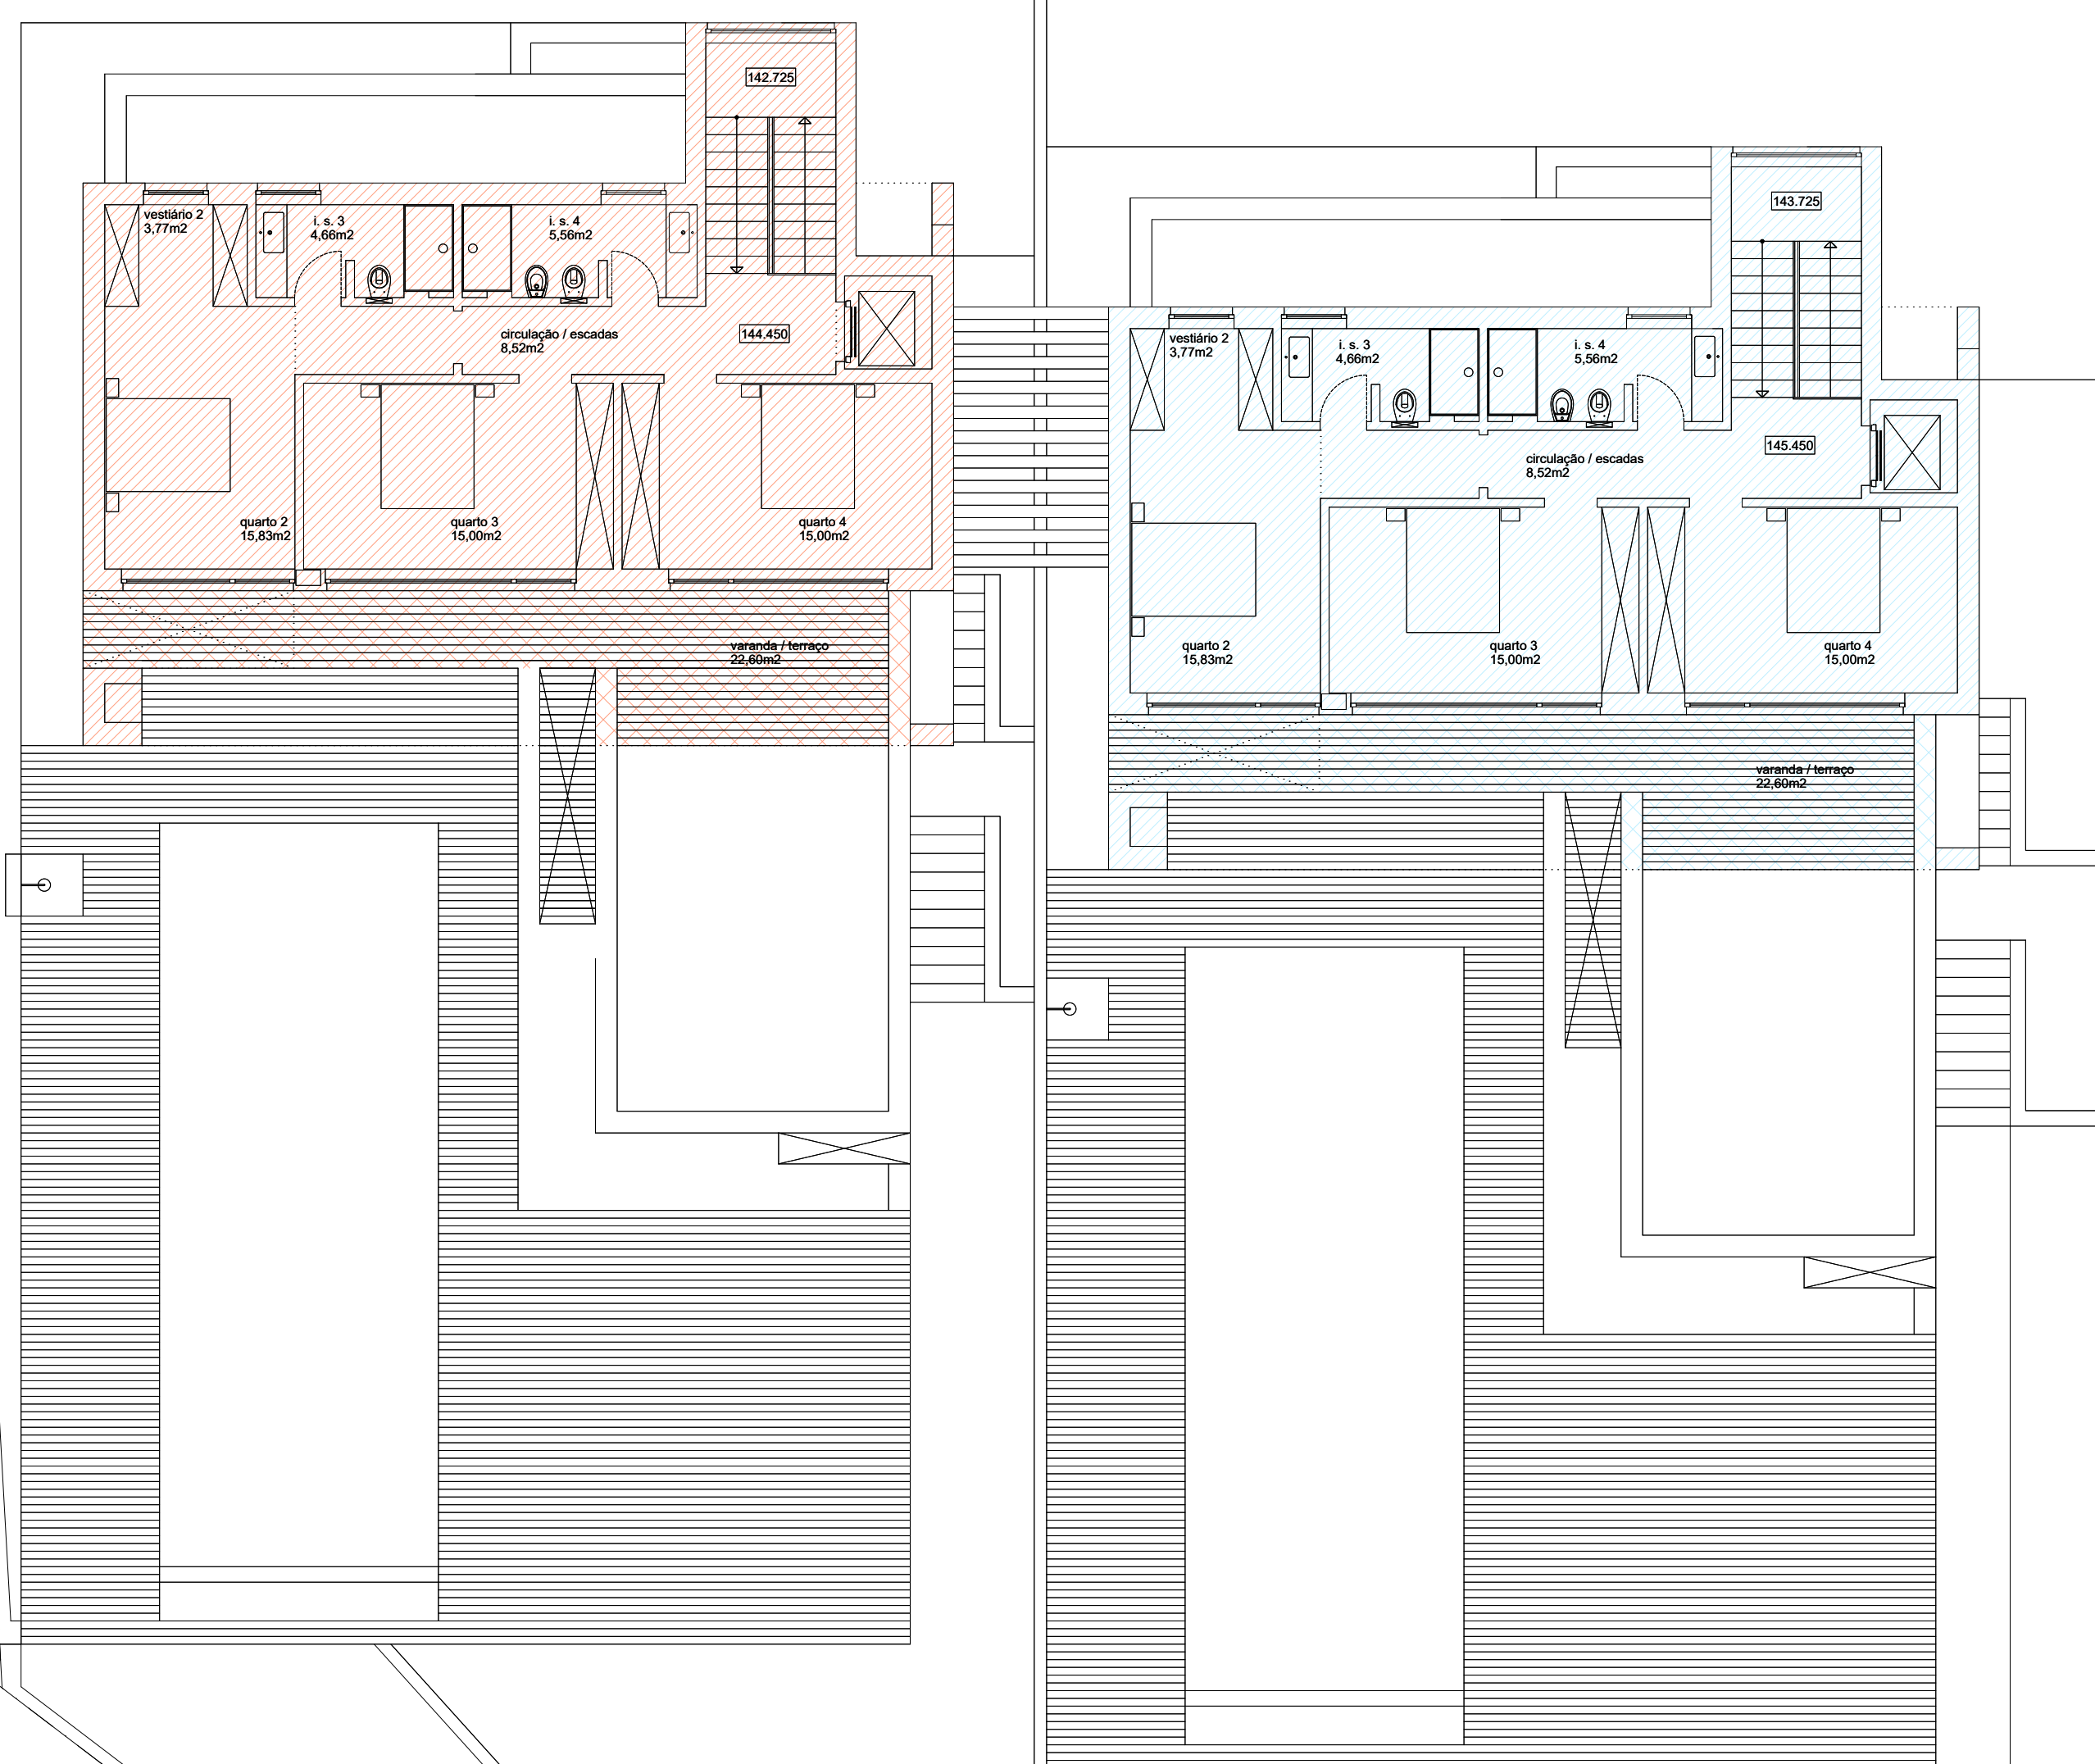 142.725
vestiário 2
3,77m2
i. s. 3
4,66m2
i. s. 4
5,56m2
circulação / escadas
8,52m2
144.450
quarto 2
15,83m2
quarto 3
15,00m2
quarto 4
15,00m2
varanda / terraço
22,60m2
143.725
vestiário 2
3,77m2
i. s. 3
4,66m2
i. s. 4
5,56m2
circulação / escadas
8,52m2
145.450
quarto 2
15,83m2
quarto 3
15,00m2
quarto 4
15,00m2
varanda / terraço
22,60m2